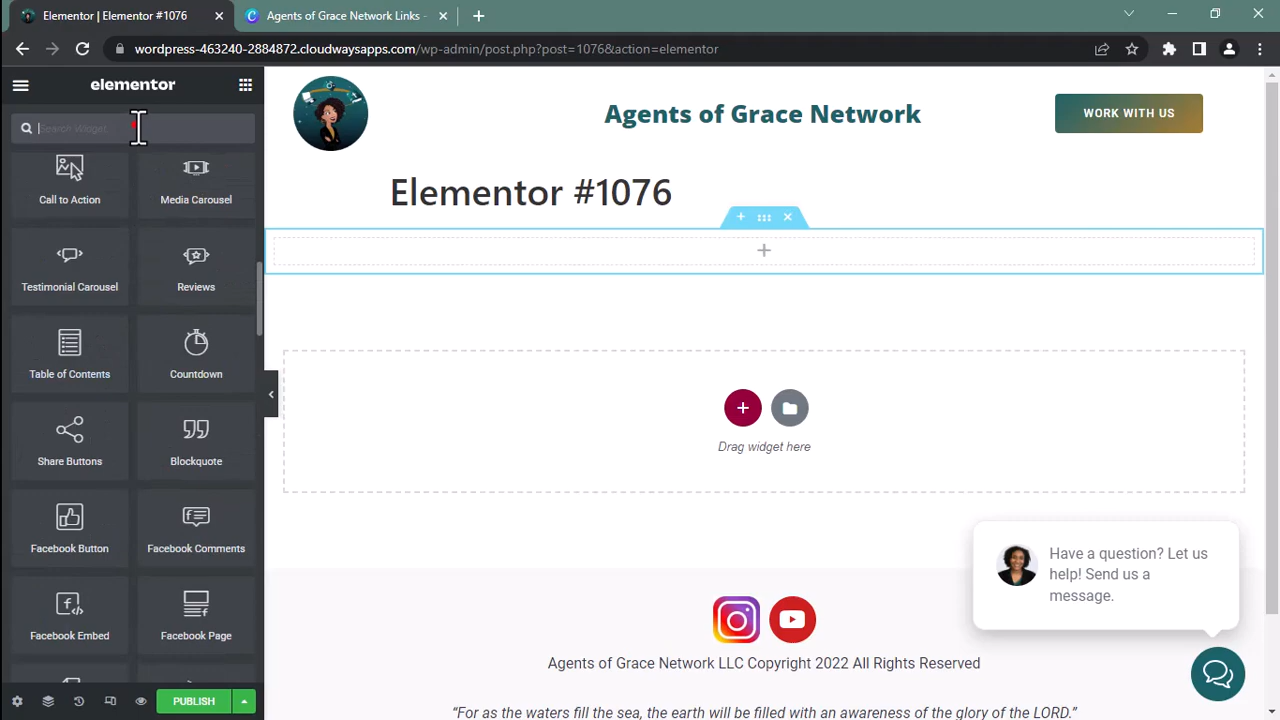 Elementor | Elementor #1076
Agents of Grace Network Links -
wordpress-463240-2884872.cloudwaysapps.com/wp-admin/post.php?post=1076&action=elementor
elementor
Search Widget
Call to Action
Media Carousel
Testimonial Carousel
Reviews
Table of Contents
Countdown
Share Buttons
Blockquote
Facebook Button
Facebook Comments
Facebook Embed
Facebook Page
PUBLISH
Agents of Grace Network
WORK WITH US
Elementor #1076
Drag widget here
Have a question? Let us
help! Send us a
message.
Agents of Grace Network LLC Copyright 2022 All Rights Reserved
“For as the waters fill the sea, the earth will be filled with an awareness of the glory of the LORD.”